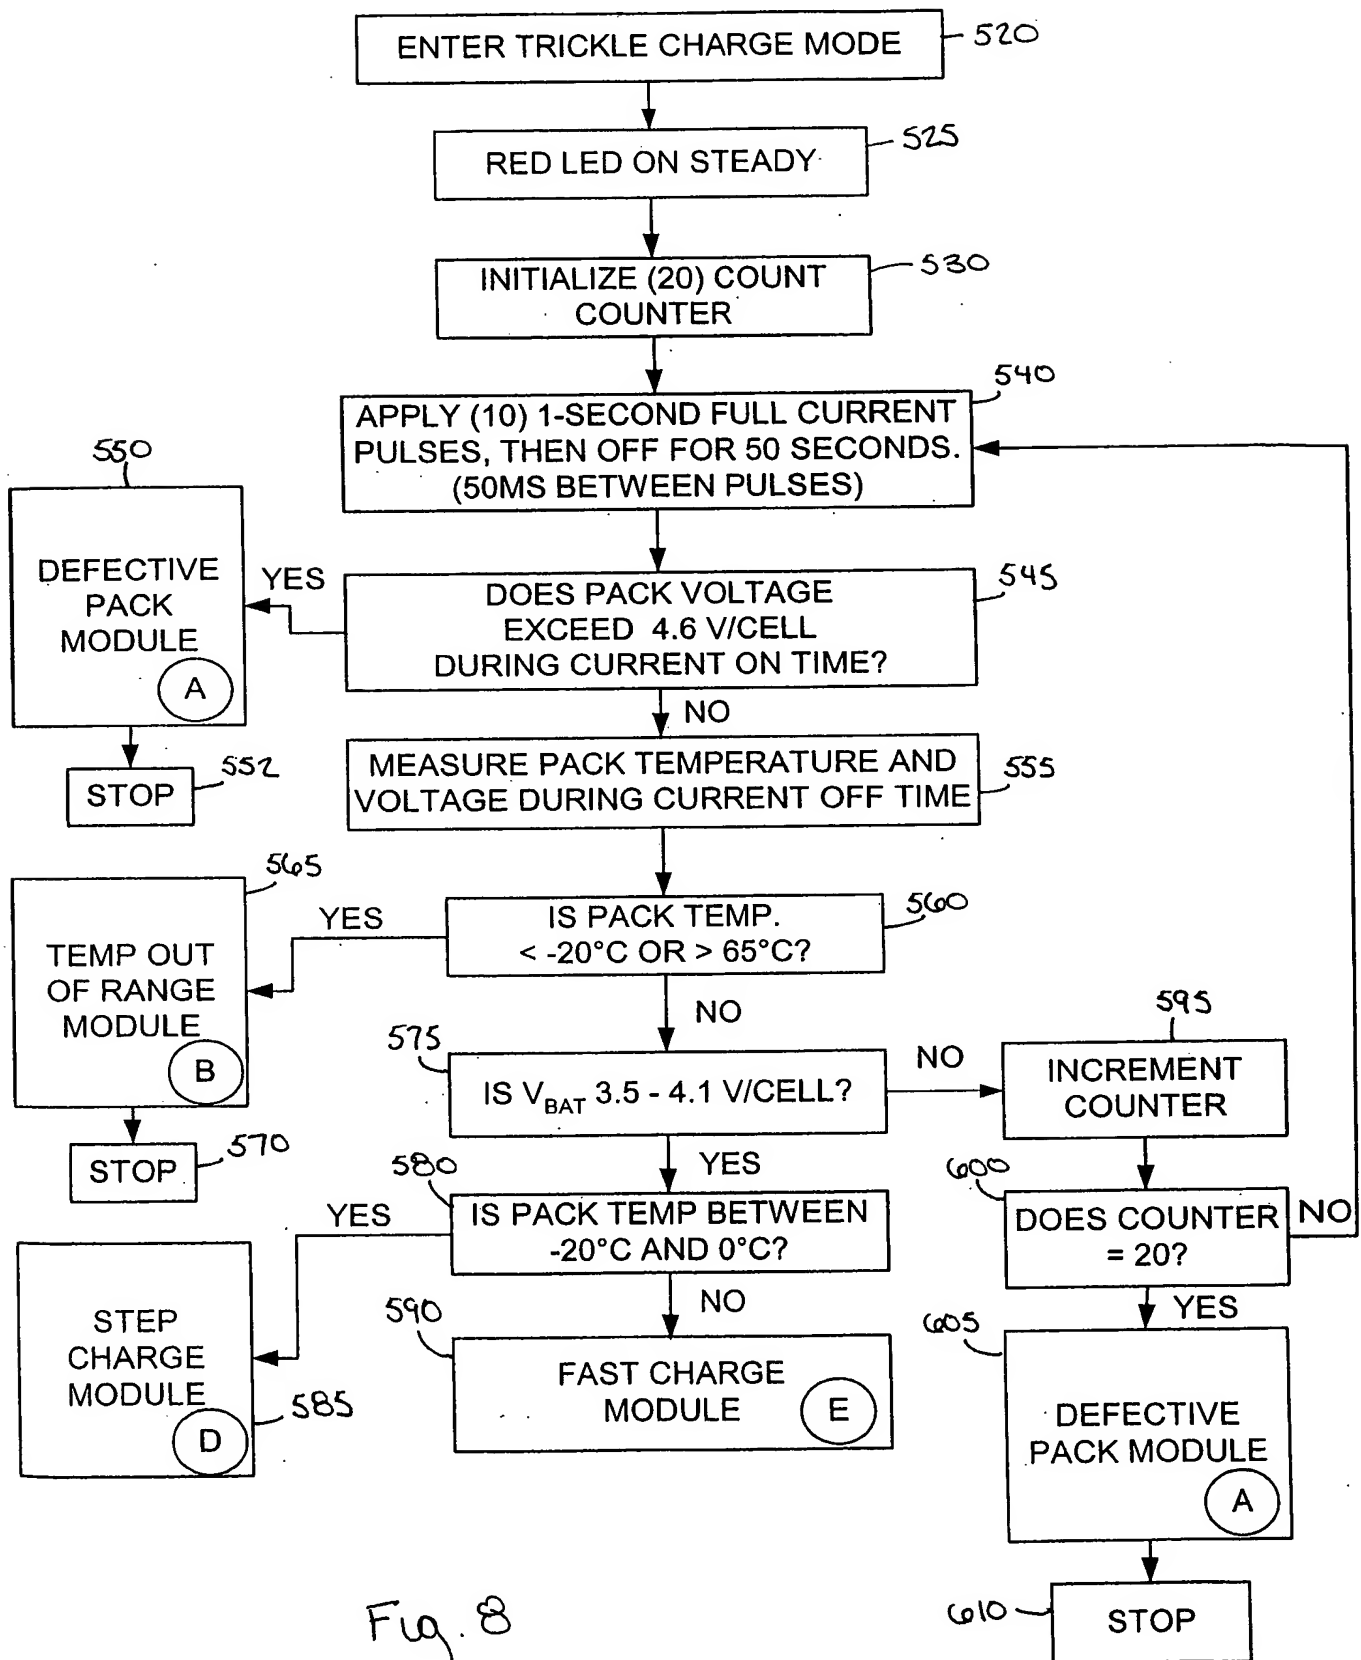 ENTER TRICKLE CHARGE MODE
520
RED LED ON STEADY
525
INITIALIZE (20) COUNT
COUNTER
530
540
APPLY (10) 1-SECOND FULL CURRENT
PULSES, THEN OFF FOR 50 SECONDS.
(50MS BETWEEN PULSES)
550
DEFECTIVE
PACK
MODULE
A
YES
DOES PACK VOLTAGE
EXCEED 4.6 V/CELL
DURING CURRENT ON TIME?
545
NO
STOP
552
MEASURE PACK TEMPERATURE AND
VOLTAGE DURING CURRENT OFF TIME
555
565
TEMP OUT
OF RANGE
MODULE
B
YES
IS PACK TEMP.
< -20°C OR > 65°C?
560
NO
STOP
570
575
IS VBAT 3.5 - 4.1 V/CELL?
NO
595
INCREMENT
COUNTER
YES
580
IS PACK TEMP BETWEEN
-20°C AND 0°C?
YES
600
DOES COUNTER
= 20?
NO
STEP
CHARGE
MODULE
D
585
NO
590
FAST CHARGE
MODULE
E
YES
605
DEFECTIVE
PACK MODULE
A
610
STOP
Fig. 8